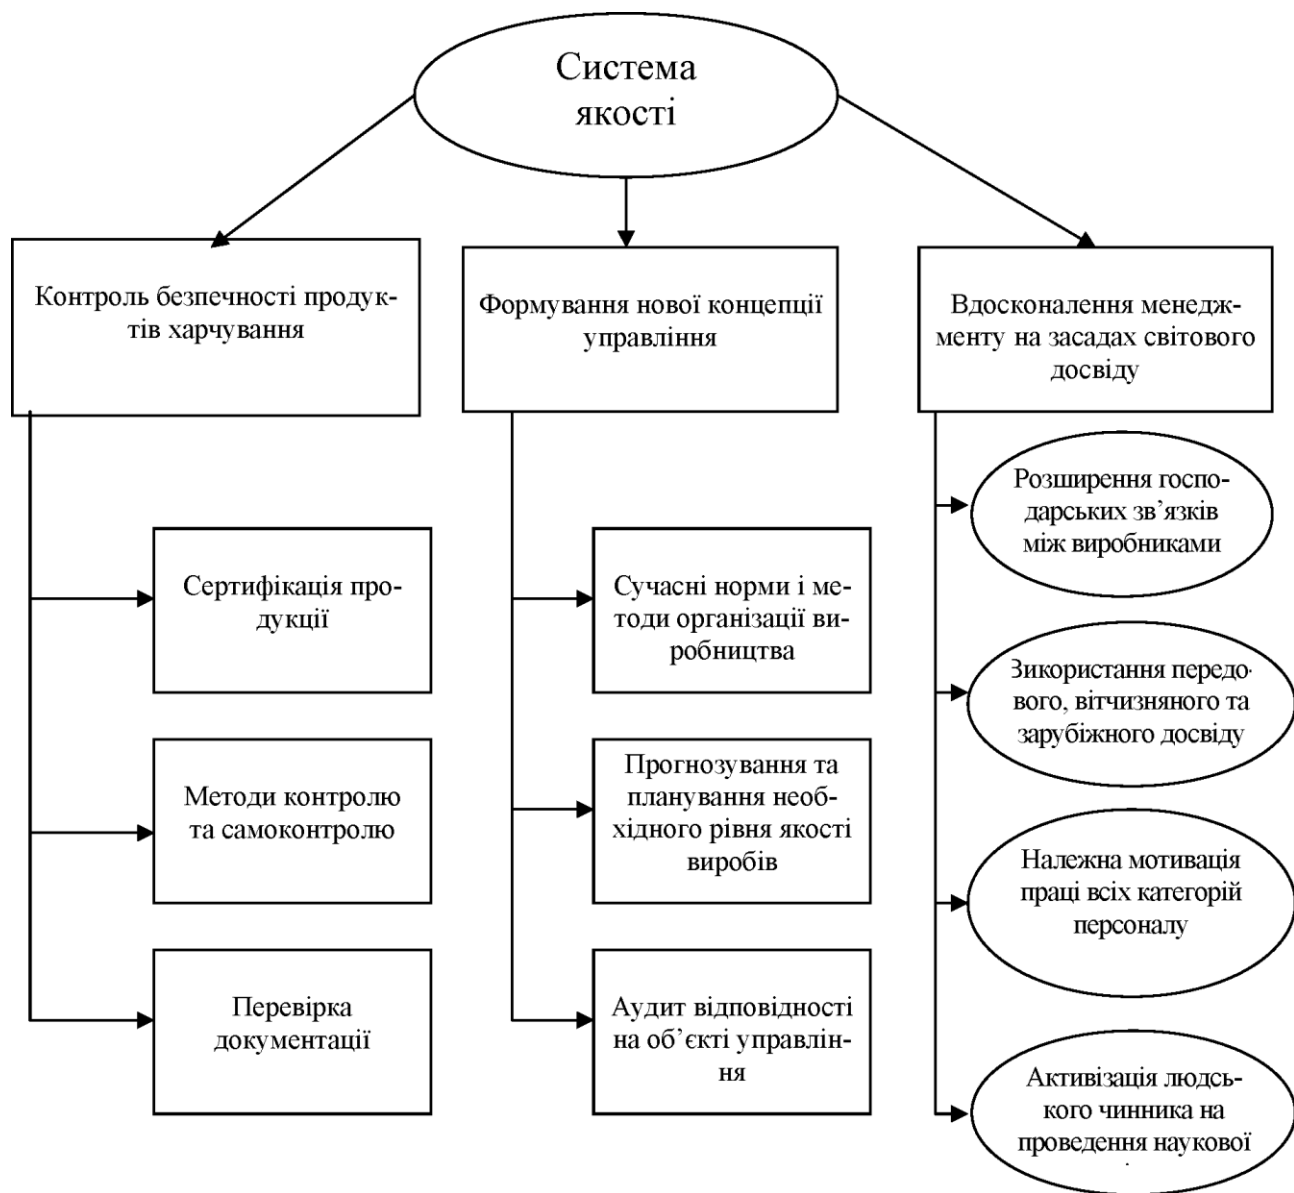 Система
якості
Контроль безпечності продук-
тів харчування
Формування нової концепції
управління
Вдосконалення менедж-
менту на засадах світового
досвіду
Сертифікація про-
дукції
Методи контролю
та самоконтролю
Перевірка
документації
Сучасні норми і ме-
тоди організації ви-
робництва
Прогнозування та
планування необ-
хідного рівня якості
виробів
Аудит відповідності
на об’єкті управлін-
ня
Розширення госпо-
дарських зв’язків
між виробниками
Використання передо-
вого, вітчизняного та
зарубіжного досвіду
Належна мотивація
праці всіх категорій
персоналу
Активізація людсь-
кого чинника на
проведення наукової